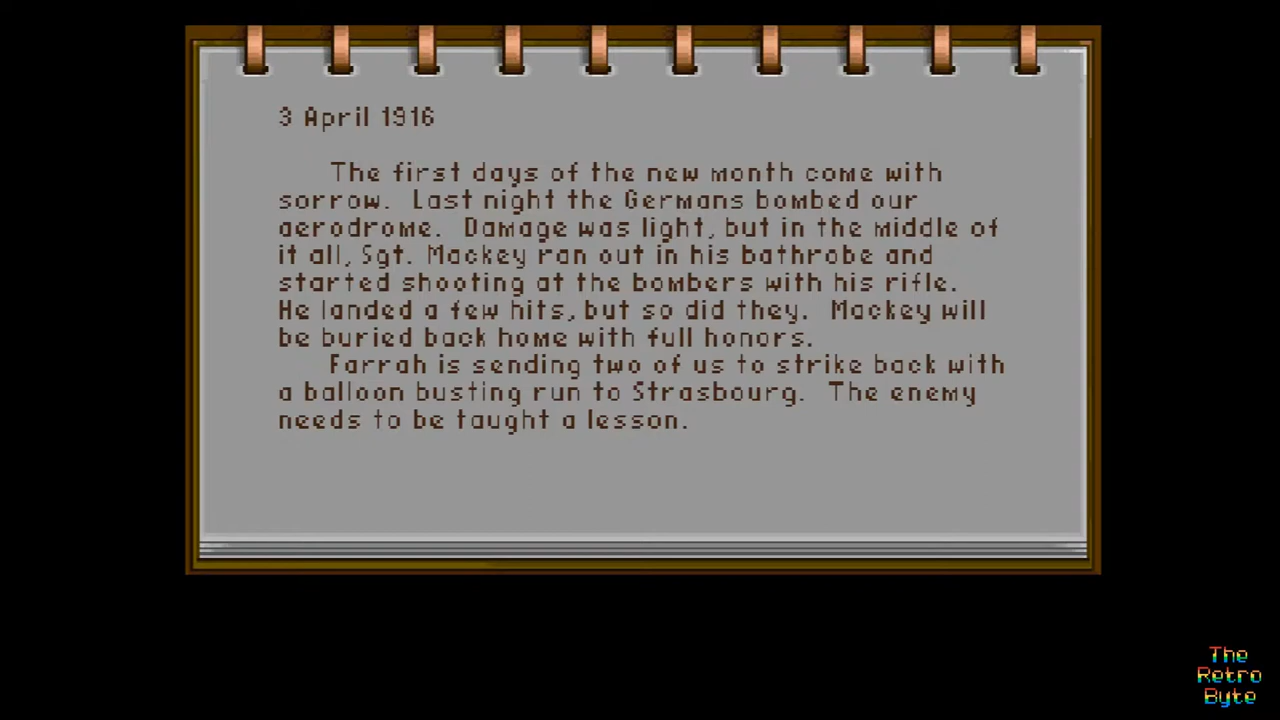 3 April 1916
The first days of the new month come with
sorrow.  Last night the Germans bombed our
aerodrome.  Damage was light, but in the middle of
it all, Sgt. Mackey ran out in his bathrobe and
started shooting at the bombers with his rifle.
He landed a few hits, but so did they.  Mackey will
be buried back home with full honors.
Farrah is sending two of us to strike back with
a balloon busting run to Strasbourg.  The enemy
needs to be taught a lesson.
The
Retro
Byte